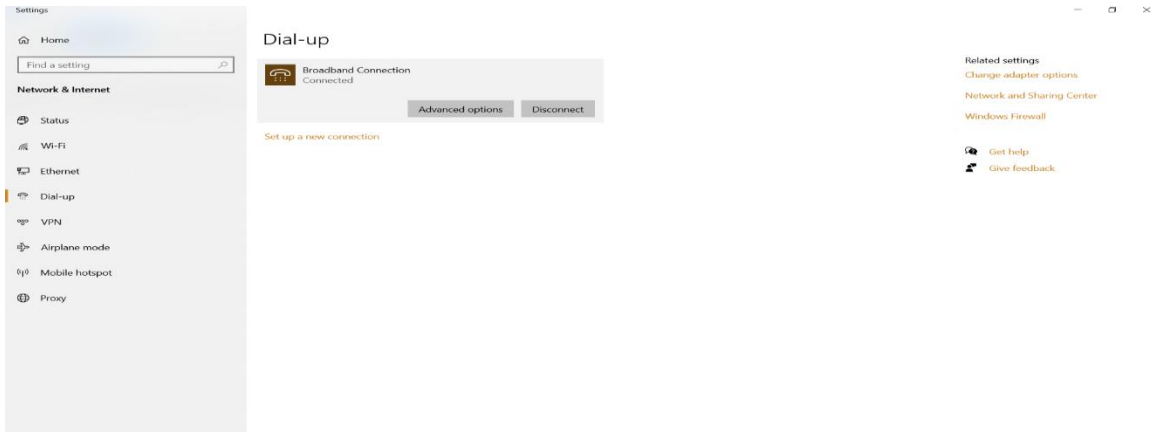 Settings
Home
Find a setting
Network & Internet
Status
Wi-Fi
Ethernet
Dial-up
VPN
Airplane mode
Mobile hotspot
Proxy
Dial-up
Broadband Connection
Connected
Advanced options Disconnect
Set up a new connection
Related settings
Change adapter options
Network and Sharing Center
Windows Firewall
Get help
Give feedback